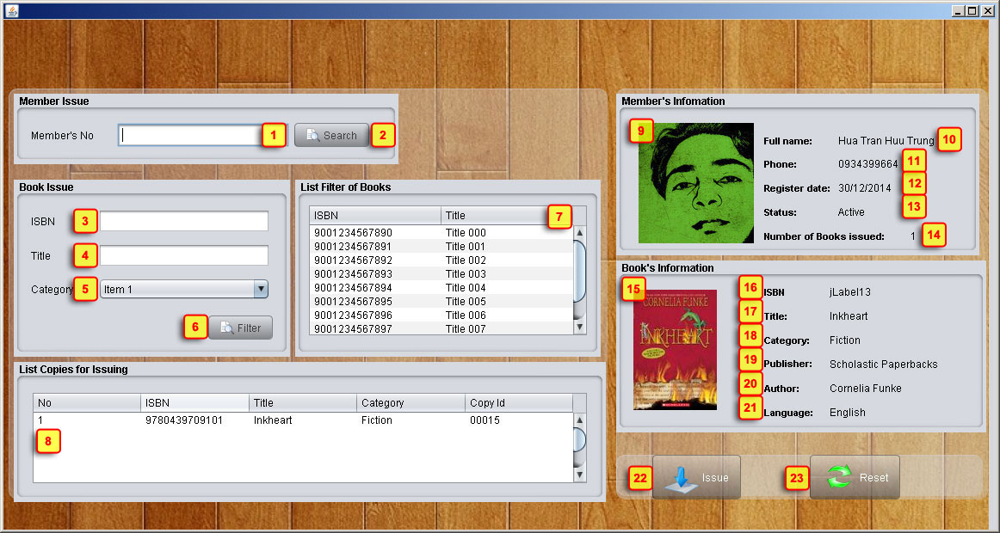 Member Issue
Member's No 1 Search 2
Book Issue
ISBN 3
Title 4
Category 5 Item 1
6 Filter
List Filter of Books
ISBN Title 7
9001234567890 Title 000
9001234567891 Title 001
9001234567892 Title 002
9001234567893 Title 003
9001234567894 Title 004
9001234567895 Title 005
9001234567896 Title 006
9001234567897 Title 007
List Copies for Issuing
No ISBN Title Category Copy Id
1 9780439709101 Inkheart Fiction 00015
8
Member's Infomation
9
Full name: Hua Tran Huu Trung 10
Phone: 0934399664 11
Register date: 30/12/2014 12
Status: Active 13
Number of Books issued: 1 14
Book's Information
15
CORNELIA FUNKE
INKHEART
SCHOLASTIC
16 ISBN jLabel13
17 Title: Inkheart
18 Category: Fiction
19 Publisher: Scholastic Paperbacks
20 Author: Cornelia Funke
21 Language: English
22 Issue 23 Reset